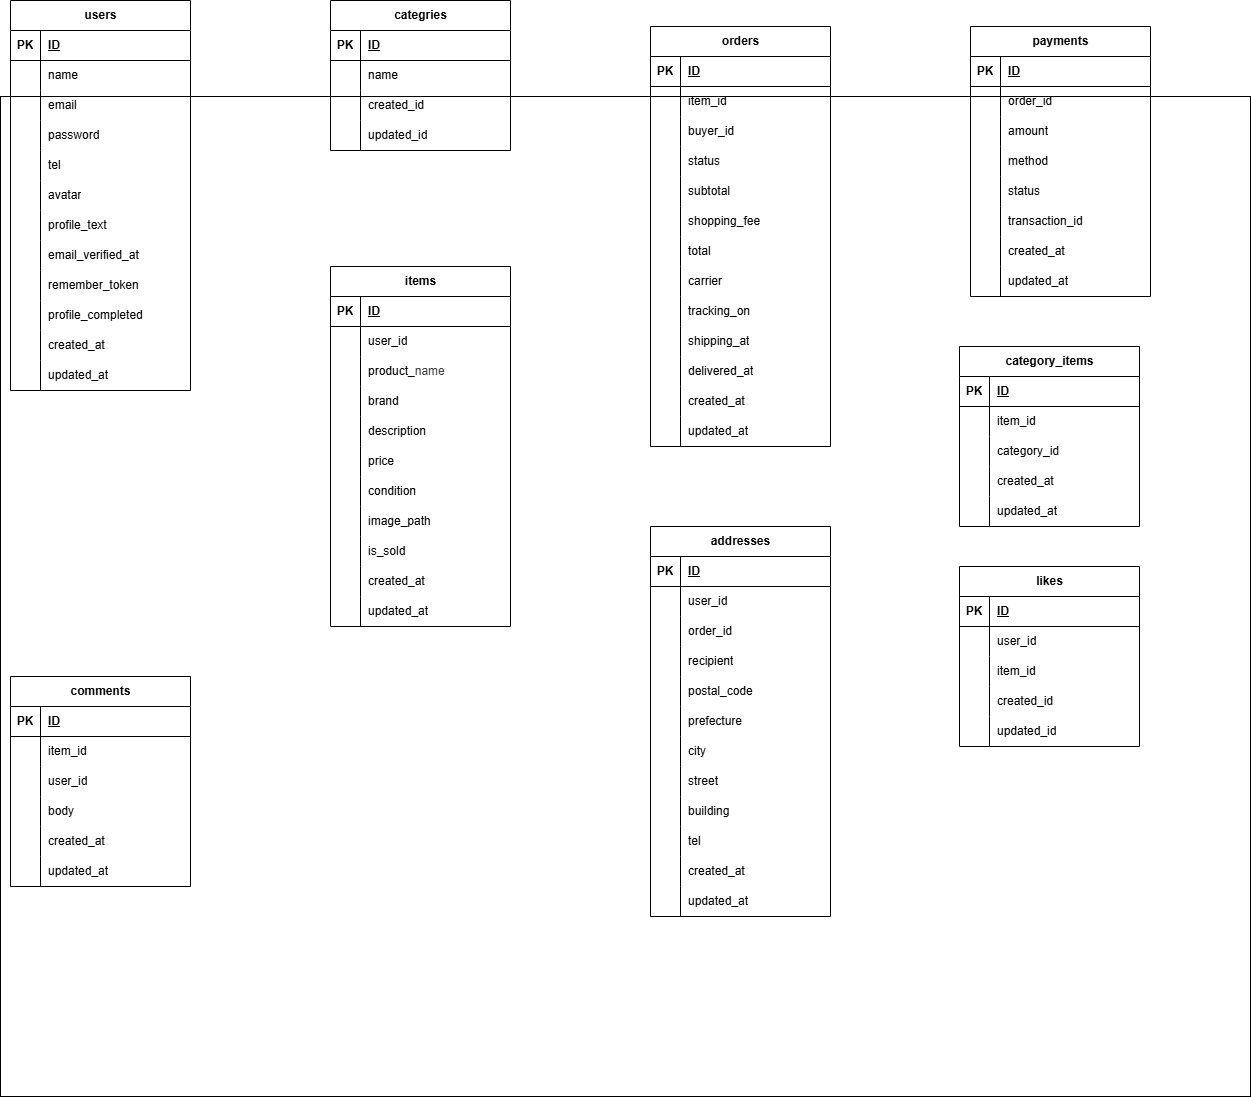 users
PK ID
name
email
password
tel
avatar
profile_text
email_verified_at
remember_token
profile_completed
created_at
updated_at
categries
PK ID
name
created_id
updated_id
orders
PK ID
item_id
buyer_id
status
subtotal
shopping_fee
total
carrier
tracking_on
shipping_at
delivered_at
created_at
updated_at
payments
PK ID
order_id
amount
method
status
transaction_id
created_at
updated_at
items
PK ID
user_id
product_name
brand
description
price
condition
image_path
is_sold
created_at
updated_at
category_items
PK ID
item_id
category_id
created_at
updated_at
addresses
PK ID
user_id
order_id
recipient
postal_code
prefecture
city
street
building
tel
created_at
updated_at
likes
PK ID
user_id
item_id
created_id
updated_id
comments
PK ID
item_id
user_id
body
created_at
updated_at